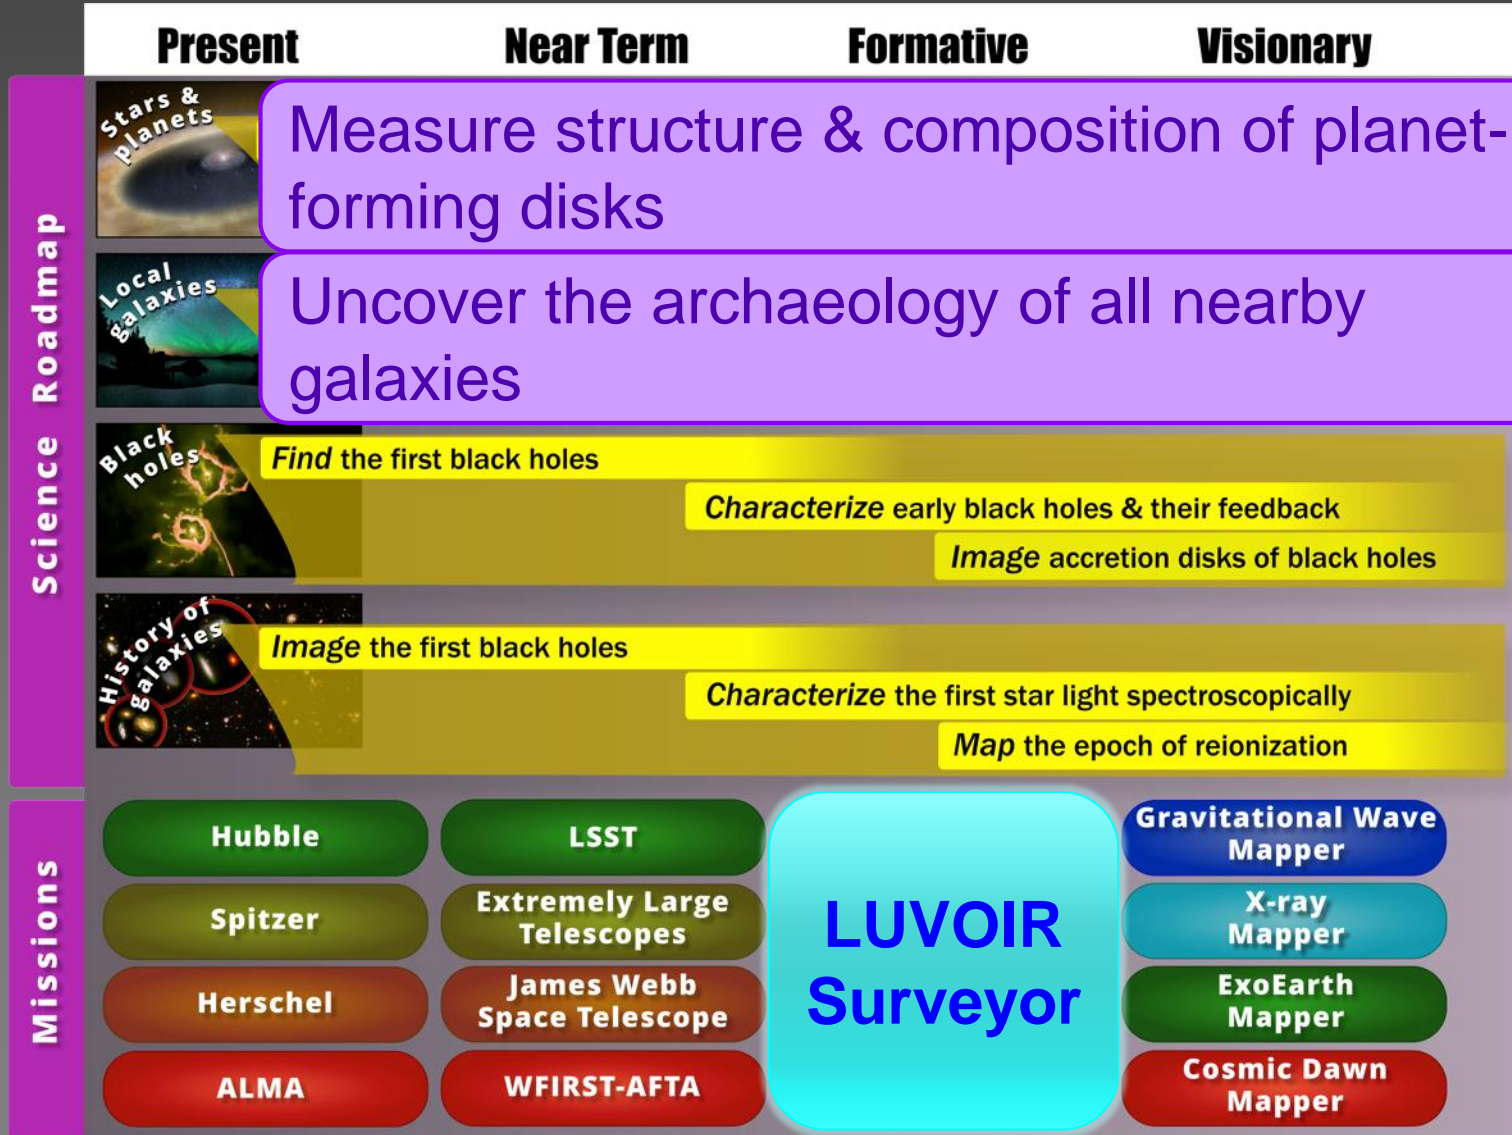 Present Near Term Formative Visionary
Science Roadmap
Stars &
planets
Measure structure & composition of planet-
forming disks
Local
galaxies
Uncover the archaeology of all nearby
galaxies
Black
holes
Find the first black holes
Characterize early black holes & their feedback
Image accretion disks of black holes
History of
galaxies
Image the first black holes
Characterize the first star light spectroscopically
Map the epoch of reionization
Missions
Hubble
Spitzer
Herschel
ALMA
LSST
Extremely Large
Telescopes
James Webb
Space Telescope
WFIRST-AFTA
LUVOIR
Surveyor
Gravitational Wave
Mapper
X-ray
Mapper
ExoEarth
Mapper
Cosmic Dawn
Mapper